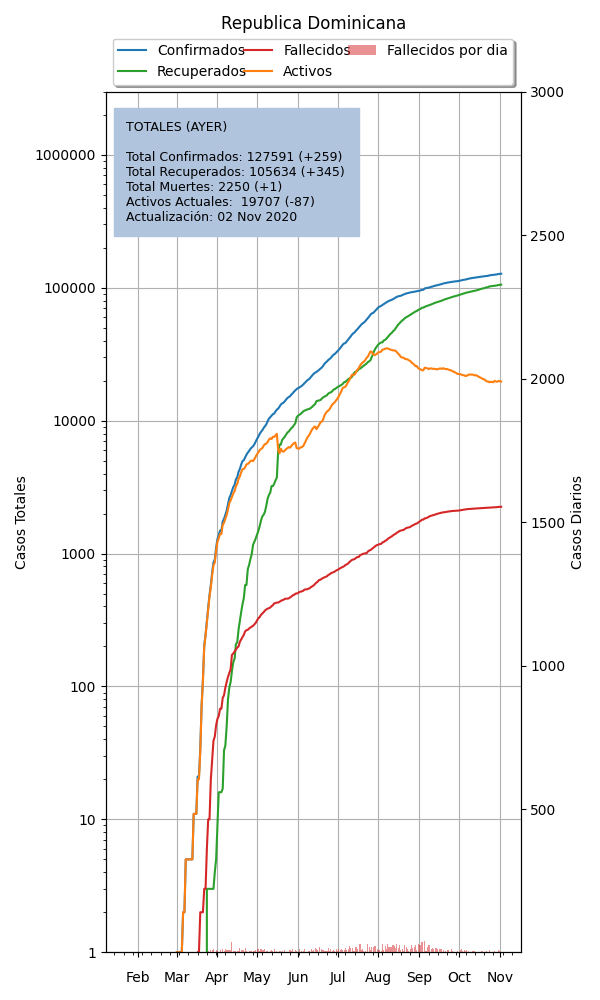 Republica Dominicana
Confirmados Fallecidos Fallecidos por dia
Recuperados Activos
TOTALES (AYER)
Total Confirmados: 127591 (+259)
Total Recuperados: 105634 (+345)
Total Muertes: 2250 (+1)
Activos Actuales:  19707 (-87)
Actualización: 02 Nov 2020
Casos Totales
1000000
100000
10000
1000
100
10
1
3000
2500
2000
1500
1000
500
Casos Diarios
Feb Mar Apr May Jun Jul Aug Sep Oct Nov